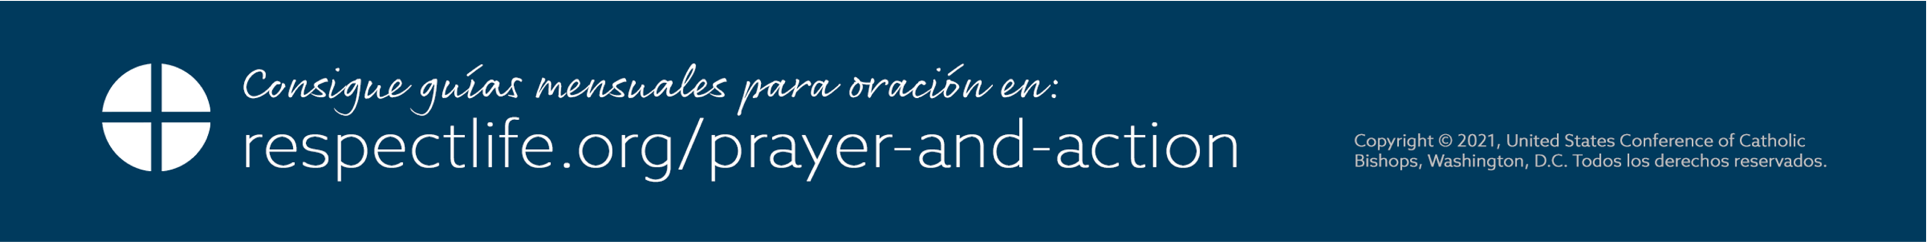 Consigue guías mensuales para oración en:
respectlife.org/prayer-and-action
Copyright © 2021, United States Conference of Catholic
Bishops, Washington, D.C. Todos los derechos reservados.